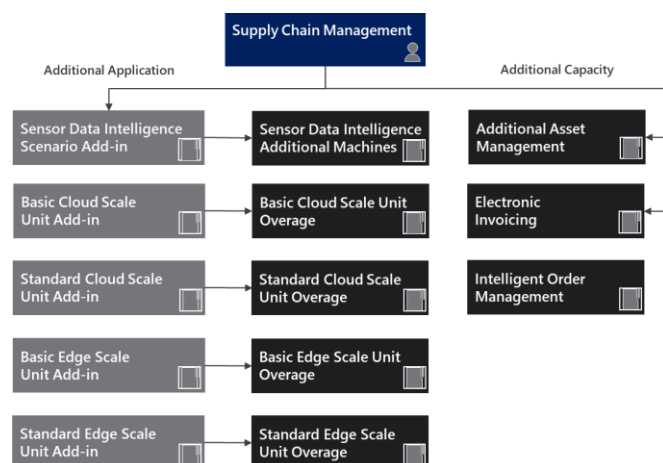 Supply Chain Management
Additional Application
Additional Capacity
Sensor Data Intelligence
Scenario Add-in
Sensor Data Intelligence
Additional Machines
Additional Asset
Management
Basic Cloud Scale
Unit Add-in
Basic Cloud Scale Unit
Overage
Electronic
Invoicing
Standard Cloud Scale
Unit Add-in
Standard Cloud Scale
Unit Overage
Intelligent Order
Management
Basic Edge Scale
Unit Add-in
Basic Edge Scale Unit
Overage
Standard Edge Scale
Unit Add-in
Standard Edge Scale
Unit Overage